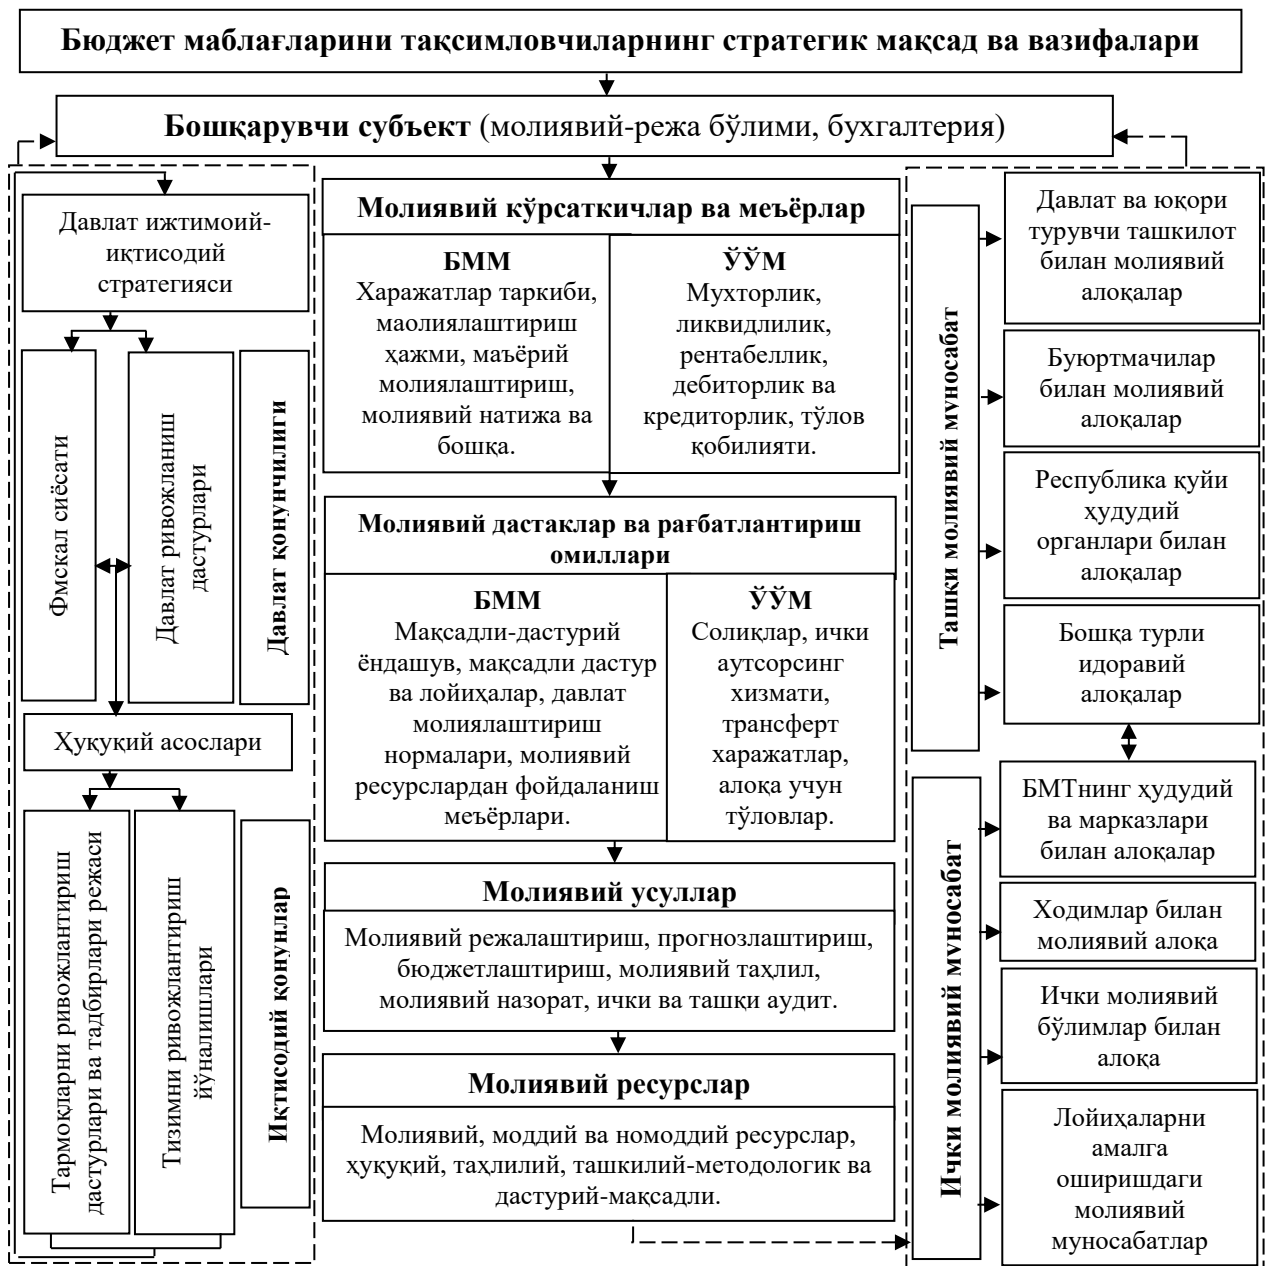 Бюджет маблағларини тақсимловчиларнинг стратегик мақсад ва вазифалари
Бошқарувчи субъект (молиявий-режа бўлими, бухгалтерия)
Давлат ижтимоий-
иқтисодий
стратегияси
Фмскал сиёсати
Давлат ривожланиш
дастурлари
Давлат қонунчилиги
Ҳуқуқий асослари
Тармоқларни ривожлантириш
дастурлари ва тадбирлари режаси
Тизимни ривожлантириш
йўналишлари
Иқтисодий қонунлар
Молиявий кўрсаткичлар ва меъёрлар
БММ
Харажатлар таркиби,
маолиялаштириш
ҳажми, маъёрий
молиялаштириш,
молиявий натижа ва
бошқа.
ЎЎМ
Мухторлик,
ликвидлилик,
рентабеллик,
дебиторлик ва
кредиторлик, тўлов
қобилияти.
Молиявий дастаклар ва рағбатлантириш
омиллари
БММ
Мақсадли-дастурий
ёндашув, мақсадли дастур
ва лойиҳалар, давлат
молиялаштириш
нормалари, молиявий
ресурслардан фойдаланиш
меъёрлари.
ЎЎМ
Солиқлар, ички
аутсорсинг
хизмати,
трансферт
харажатлар,
алоқа учун
тўловлар.
Молиявий усуллар
Молиявий режалаштириш, прогнозлаштириш,
бюджетлаштириш, молиявий таҳлил,
молиявий назорат, ички ва ташқи аудит.
Молиявий ресурслар
Молиявий, моддий ва номоддий ресурслар,
ҳуқуқий, таҳлилий, ташкилий-методологик ва
дастурий-мақсадли.
Ташқи молиявий муносабат
Давлат ва юқори
турувчи ташкилот
билан молиявий
алоқалар
Буюртмачилар
билан молиявий
алоқалар
Республика қуйи
ҳудудий
органлари билан
алоқалар
Бошқа турли
идоравий
алоқалар
Ички молиявий муносабат
БМТнинг ҳудудий
ва марказлари
билан алоқалар
Ходимлар билан
молиявий алоқа
Ички молиявий
бўлимлар билан
алоқа
Лойиҳаларни
амалга
оширишдаги
молиявий
муносабатлар